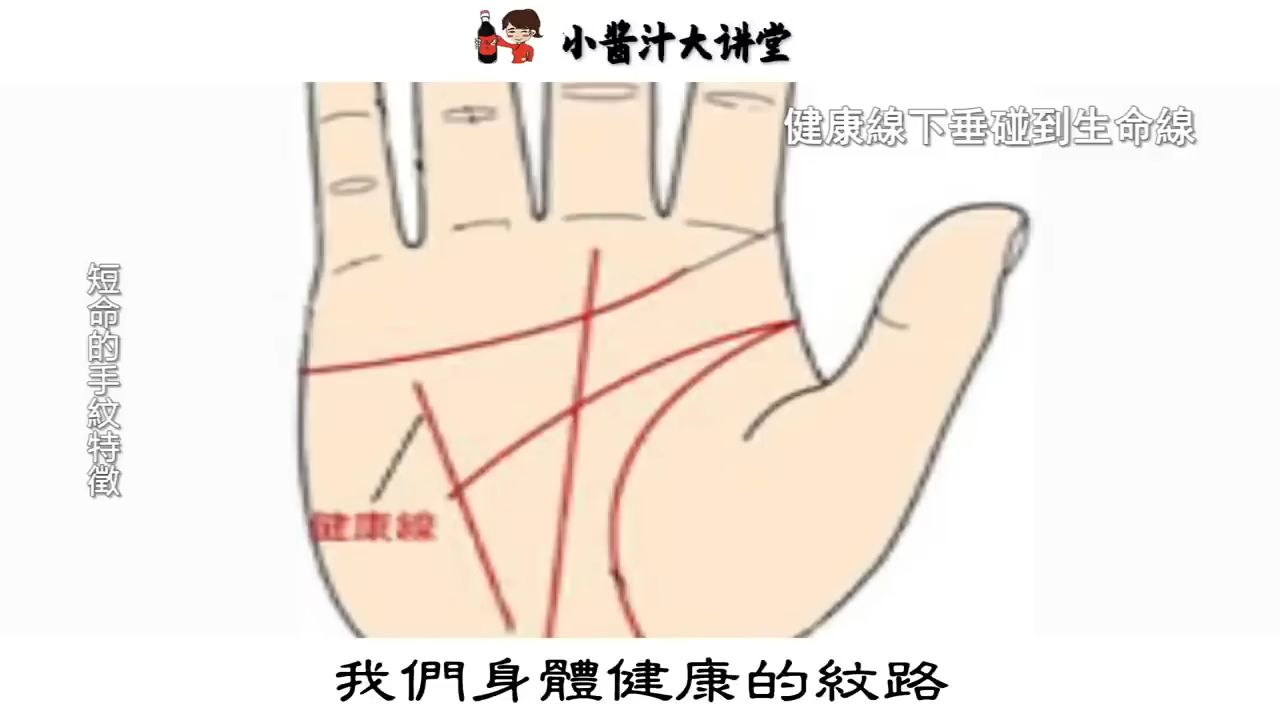 小醬汁大讲堂
健康線下垂碰到生命線
短命的手紋特徵
健康線
我們身體健康的紋路